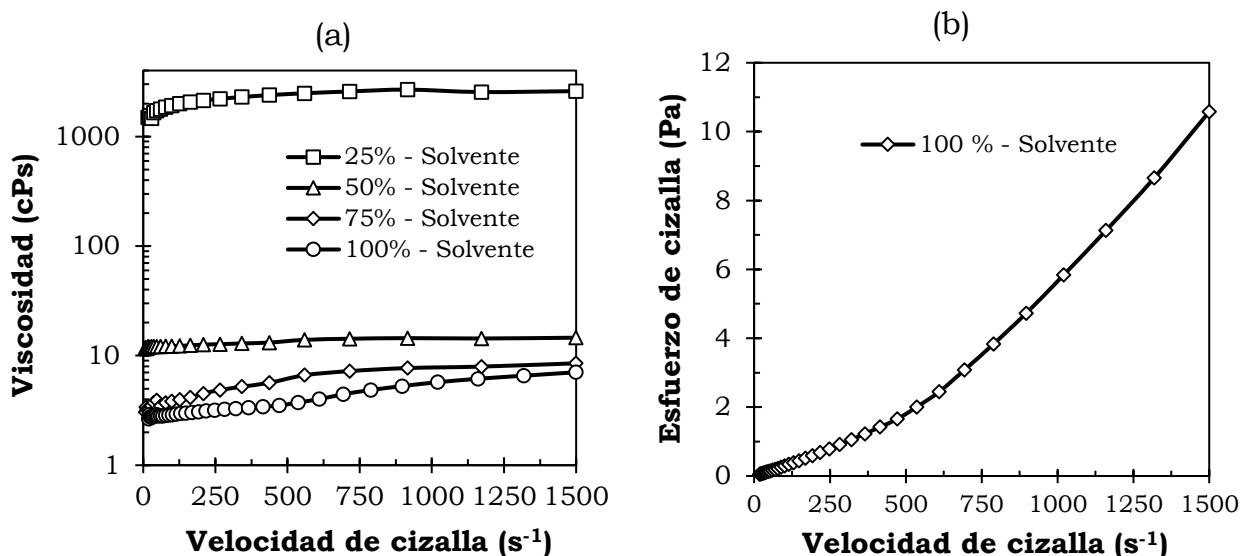 (a)
Viscosidad (cPs)
1000
100
10
1
25% - Solvente
50% - Solvente
75% - Solvente
100% - Solvente
0 250 500 750 1000 1250 1500
Velocidad de cizalla (s-1)
(b)
Esfuerzo de cizalla (Pa)
12
10
8
6
4
2
0
100 % - Solvente
0 250 500 750 1000 1250 1500
Velocidad de cizalla (s-1)